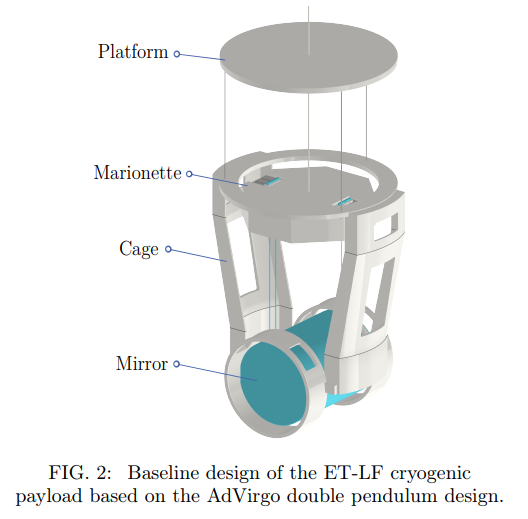 Platform
Marionette
Cage
Mirror
FIG. 2: Baseline design of the ET-LF cryogenic
payload based on the AdVirgo double pendulum design.